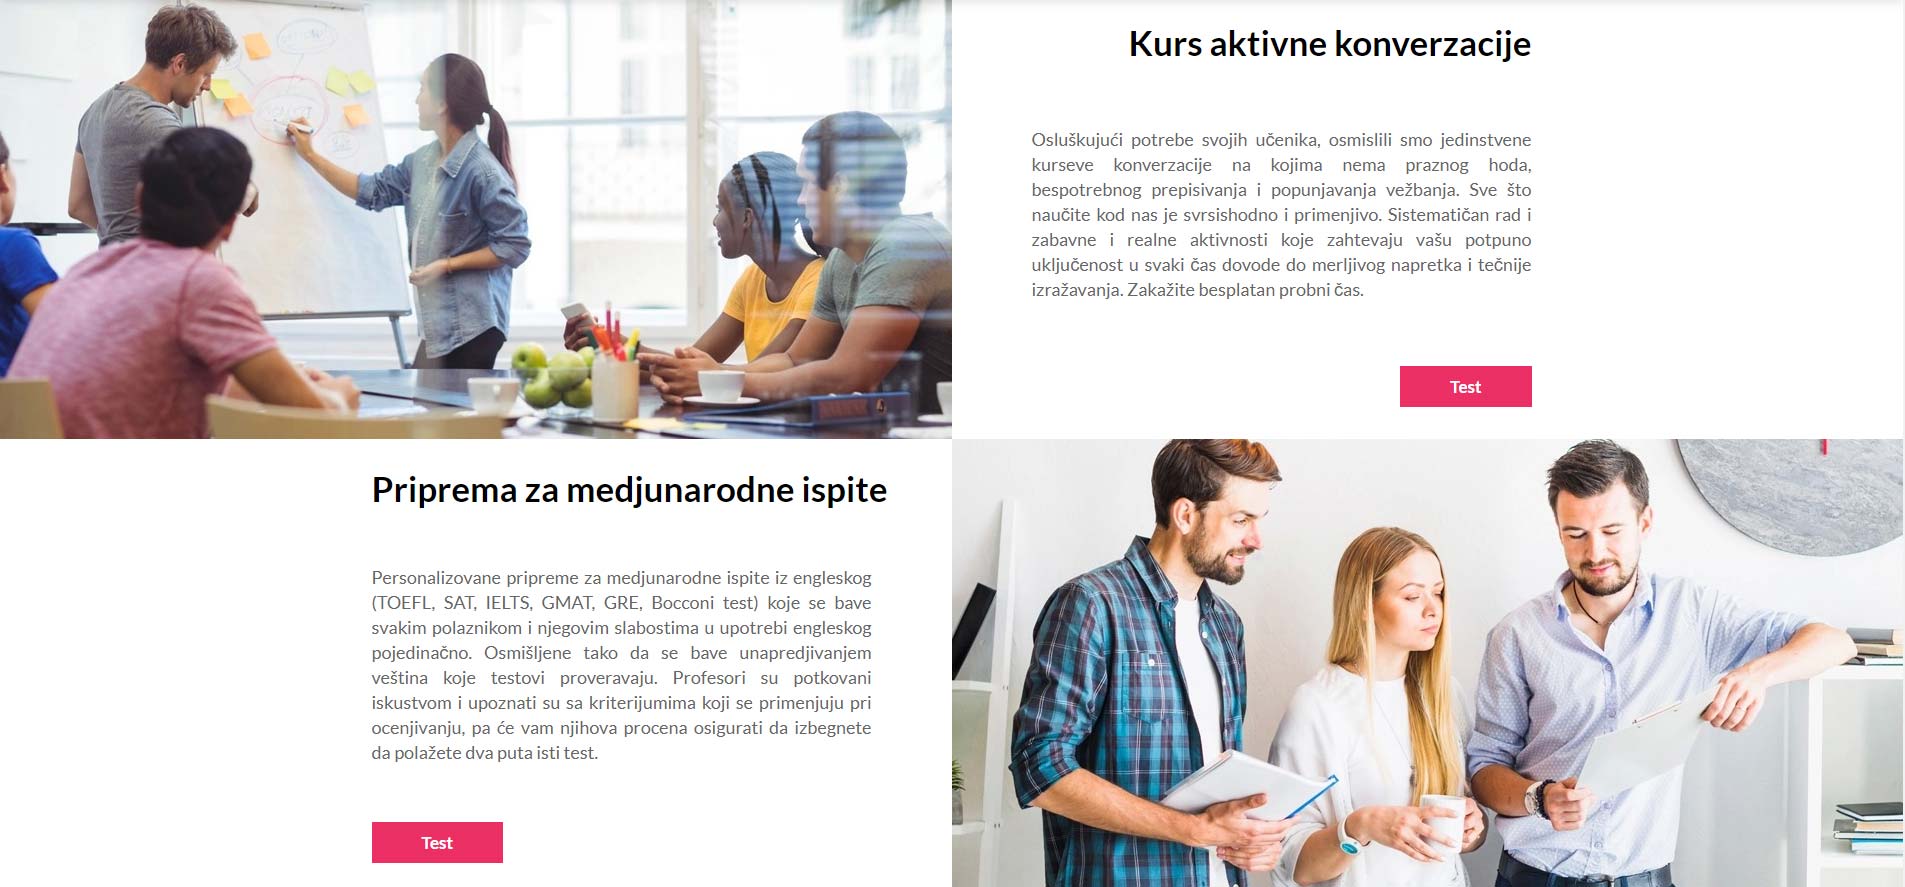 Kurs aktivne konverzacije
Osluškujući potrebe svojih učenika, osmislili smo jedinstvene
kurseve konverzacije na kojima nema praznog hoda,
bespotrebnog prepisivanja i popunjavanja vežbanja. Sve što
naučite kod nas je svrsishodno i primenjivo. Sistematičan rad i
zabavne i realne aktivnosti koje zahtevaju vašu potpuno
uključenost u svaki čas dovode do merljivog napretka i tečnije
izražavanja. Zakažite besplatan probni čas.
Test
Priprema za medjunarodne ispite
Personalizovane pripreme za medjunarodne ispite iz engleskog
(TOEFL, SAT, IELTS, GMAT, GRE, Bocconi test) koje se bave
svakim polaznikom i njegovim slabostima u upotrebi engleskog
pojedinačno. Osmišljene tako da se bave unapredjivanjem
veština koje testovi proveravaju. Profesori su potkovani
iskustvom i upoznati su sa kriterijumima koji se primenjuju pri
ocenjivanju, pa će vam njihova procena osigurati da izbegnete
da polažete dva puta isti test.
Test